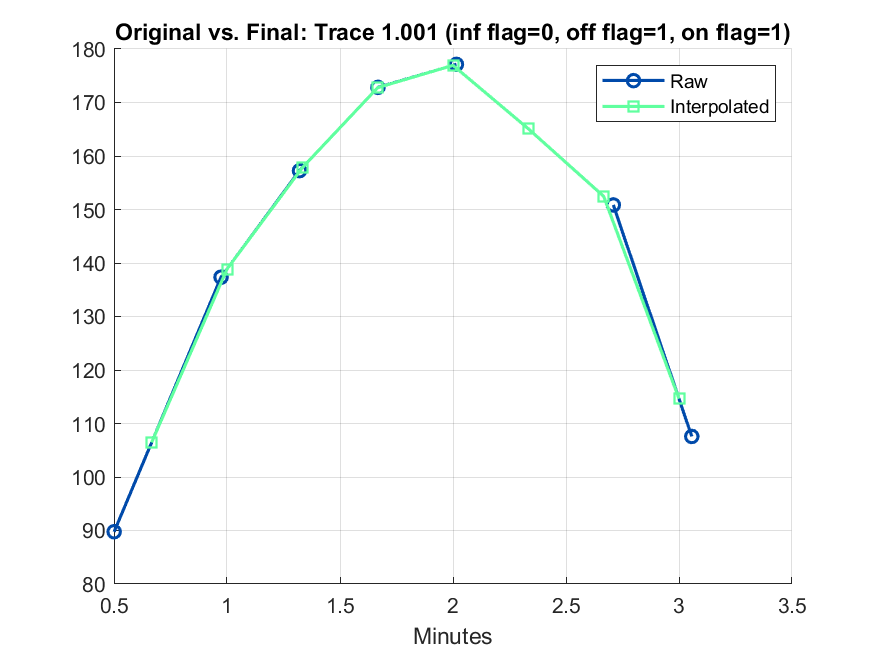 Original vs. Final: Trace 1.001 (inf flag=0, off flag=1, on flag=1)
180
170
160
150
140
130
120
110
100
90
80
Raw
Interpolated
0.5 1 1.5 2 2.5 3 3.5
Minutes